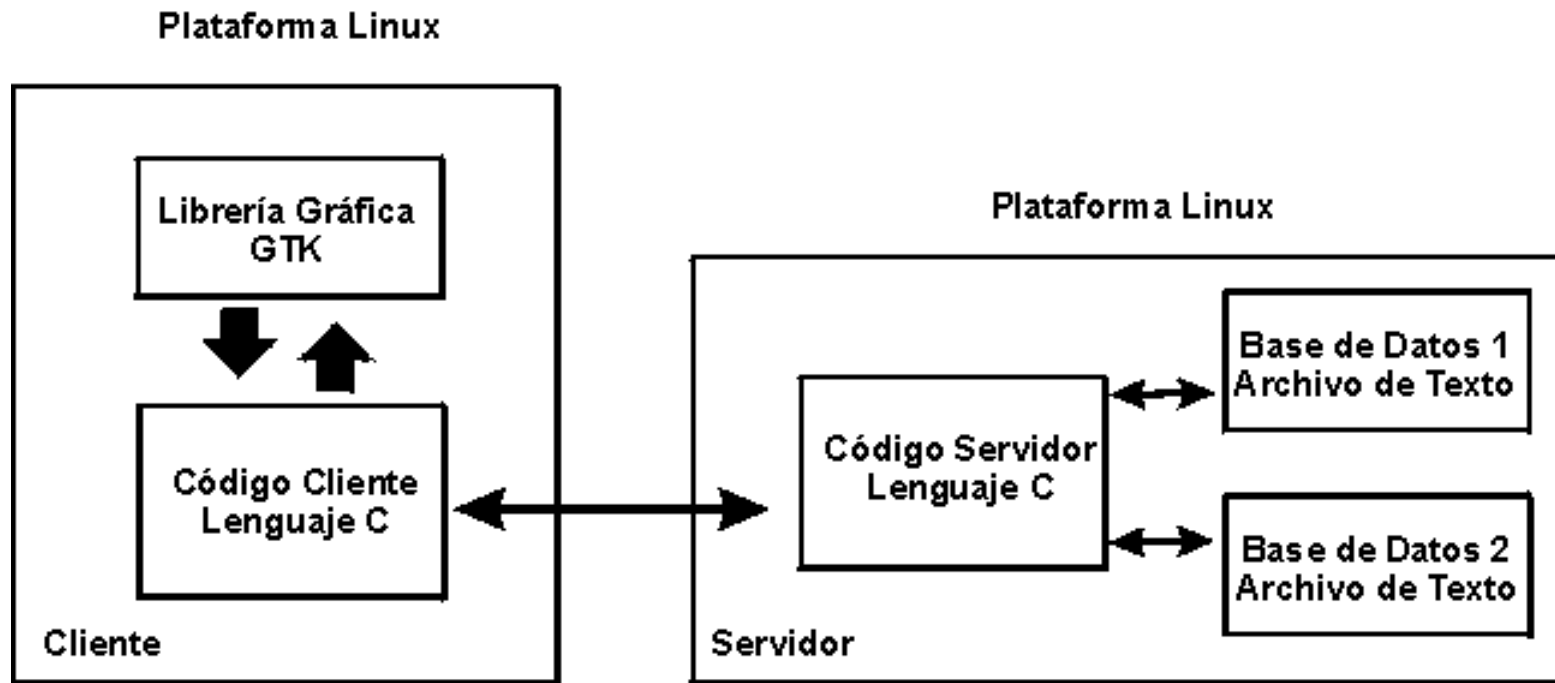 Plataforma Linux
Librería Gráfica
GTK
Código Cliente
Lenguaje C
Cliente
Plataforma Linux
Código Servidor
Lenguaje C
Base de Datos 1
Archivo de Texto
Base de Datos 2
Archivo de Texto
Servidor